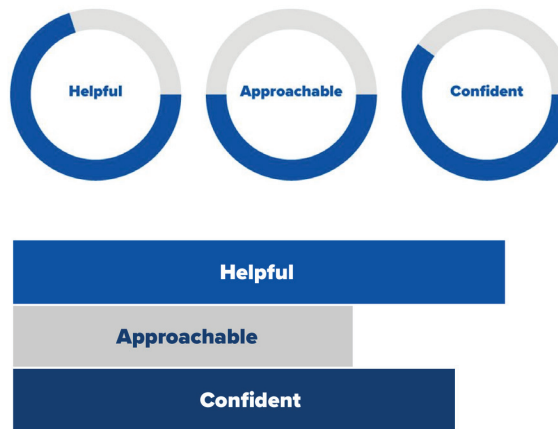 Helpful
Approachable
Confident
Helpful
Approachable
Confident